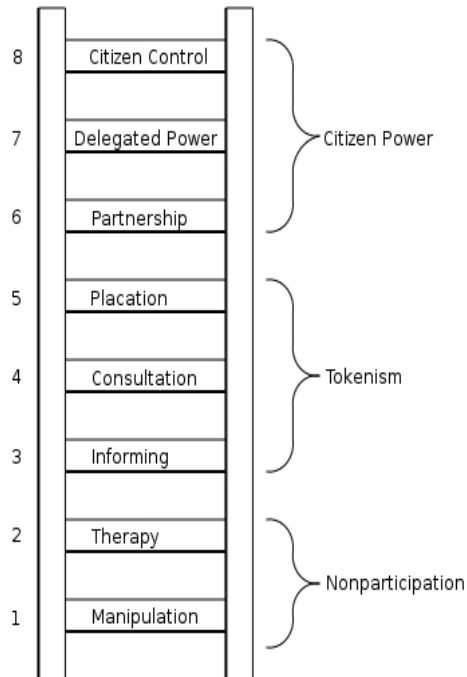 8 Citizen Control
7 Delegated Power
Citizen Power
6 Partnership
5 Placation
4 Consultation
Tokenism
3 Informing
2 Therapy
Nonparticipation
1 Manipulation